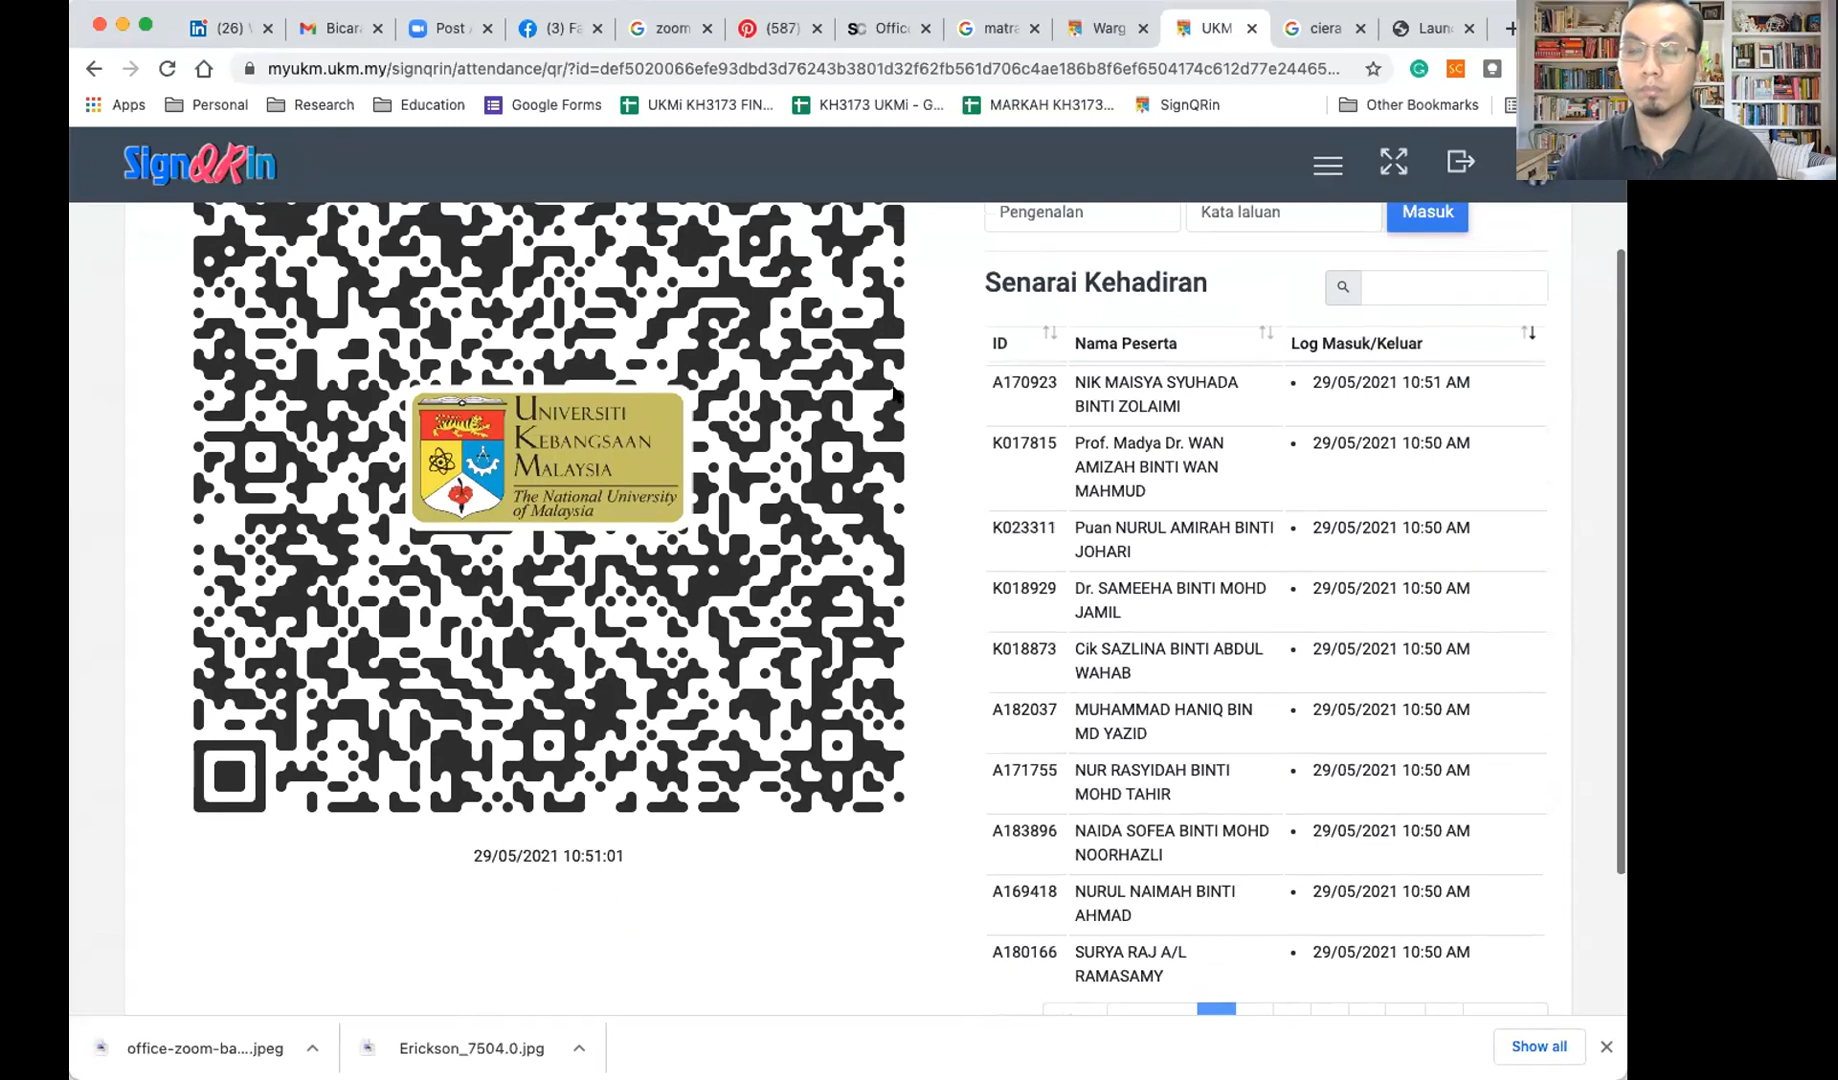 (26) V
Bicar
Post A
(3) Fa
zoom
(587)
SC Office
matra
Warg
UKM
ciera
Laun
myukm.ukm.my/signqrin/attendance/qr/?id=def5020066efe93dbd3d76243b3801d32f62fb561d706c4ae186b8f6ef6504174c612d77e24465...
SC
Apps
Personal
Research
Education
Google Forms
UKMi KH3173 FIN...
KH3173 UKMi - G...
MARKAH KH3173...
SignQRin
Other Bookmarks
SignQRin
Pengenalan
Kata laluan
Masuk
Senarai Kehadiran
ID Nama Peserta Log Masuk/Keluar
A170923 NIK MAISYA SYUHADA • 29/05/2021 10:51 AM
BINTI ZOLAIMI
K017815 Prof. Madya Dr. WAN • 29/05/2021 10:50 AM
AMIZAH BINTI WAN
MAHMUD
K023311 Puan NURUL AMIRAH BINTI • 29/05/2021 10:50 AM
JOHARI
K018929 Dr. SAMEEHA BINTI MOHD • 29/05/2021 10:50 AM
JAMIL
K018873 Cik SAZLINA BINTI ABDUL • 29/05/2021 10:50 AM
WAHAB
A182037 MUHAMMAD HANIQ BIN • 29/05/2021 10:50 AM
MD YAZID
A171755 NUR RASYIDAH BINTI • 29/05/2021 10:50 AM
MOHD TAHIR
A183896 NAIDA SOFEA BINTI MOHD • 29/05/2021 10:50 AM
NOORHAZLI
A169418 NURUL NAIMAH BINTI • 29/05/2021 10:50 AM
AHMAD
A180166 SURYA RAJ A/L • 29/05/2021 10:50 AM
RAMASAMY
UNIVERSITI
KEBANGSAAN
MALAYSIA
The National University
of Malaysia
29/05/2021 10:51:01
office-zoom-ba....jpeg
Erickson_7504.0.jpg
Show all